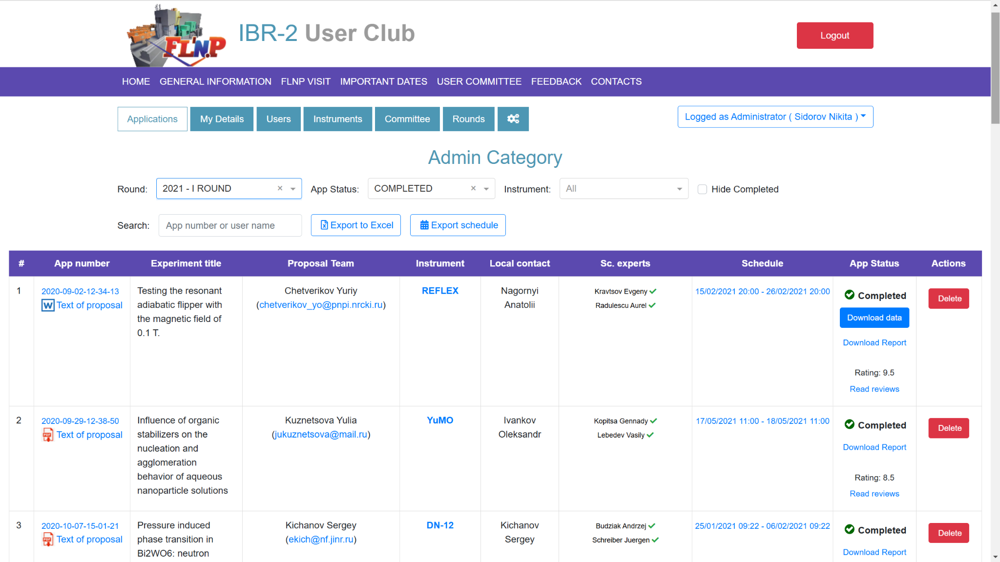 FLNP
IBR-2 User Club
Logout
HOME GENERAL INFORMATION FLNP VISIT IMPORTANT DATES USER COMMITTEE FEEDBACK CONTACTS
Applications My Details Users Instruments Committee Rounds
Logged as Administrator ( Sidorov Nikita )
Admin Category
Round: 2021 - I ROUND × App Status: COMPLETED × Instrument: All Hide Completed
Search: App number or user name Export to Excel Export schedule
# App number Experiment title Proposal Team Instrument Local contact Sc. experts Schedule App Status Actions
1
2020-09-02-12-34-13
W Text of proposal
Testing the resonant
adiabatic flipper with
the magnetic field of
0.1 T.
Chetverikov Yuriy
(chetverikov_yo@pnpi.nrcki.ru)
REFLEX
Nagornyi
Anatolii
Kravtsov Evgeny
Radulescu Aurel
15/02/2021 20:00 - 26/02/2021 20:00
Completed
Download data
Download Report
Rating: 9.5
Read reviews
Delete
2
2020-09-29-12-38-50
PDF Text of proposal
Influence of organic
stabilizers on the
nucleation and
agglomeration
behavior of aqueous
nanoparticle solutions
Kuznetsova Yulia
(jukuznetsova@mail.ru)
YuMO
Ivankov
Oleksandr
Kopitsa Gennady
Lebedev Vasily
17/05/2021 11:00 - 18/05/2021 11:00
Completed
Download Report
Rating: 8.5
Read reviews
Delete
3
2020-10-07-15-01-21
PDF Text of proposal
Pressure induced
phase transition in
Bi2WO6: neutron
Kichanov Sergey
(ekich@nf.jinr.ru)
DN-12
Kichanov
Sergey
Budziak Andrzej
Schreiber Juergen
25/01/2021 09:22 - 06/02/2021 09:22
Completed
Download Report
Delete